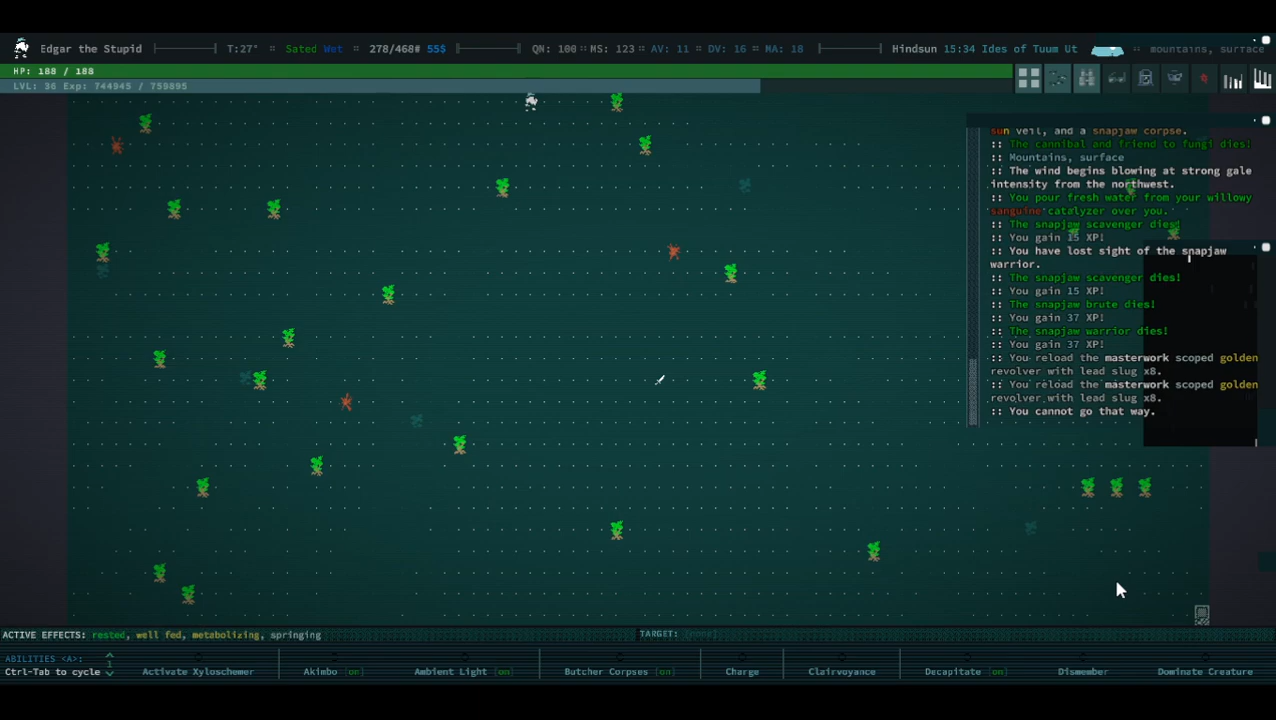 Edgar the Stupid T:27° Sated Wet 278/468# 55$ QN: 100 MS: 123 AV: 11 DV: 16 MA: 18 Hindsun 15:34 Ides of Tuum Ut mountains, surface
HP: 188 / 188
LVL: 36 Exp: 744945 / 759895
sun veil, and a snapjaw corpse.
:: The cannibal and friend to fungi dies!
:: Mountains, surface
:: The wind begins blowing at strong gale
intensity from the northwest.
:: You pour fresh water from your willowy
sanguine catalyzer over you.
:: The snapjaw scavenger dies!
:: You gain 15 XP!
:: You have lost sight of the snapjaw
warrior.
:: The snapjaw scavenger dies!
:: You gain 15 XP!
:: The snapjaw brute dies!
:: You gain 37 XP!
:: The snapjaw warrior dies!
:: You gain 37 XP!
:: You reload the masterwork scoped golden
revolver with lead slug x8.
:: You reload the masterwork scoped golden
revolver with lead slug x8.
:: You cannot go that way.
ACTIVE EFFECTS: rested, well fed, metabolizing, springing
TARGET: [none]
ABILITIES <A>: 1
Ctrl-Tab to cycle Activate Xyloschemer Akimbo [on] Ambient Light [on] Butcher Corpses [on] Charge Clairvoyance Decapitate [on] Dismember Dominate Creature